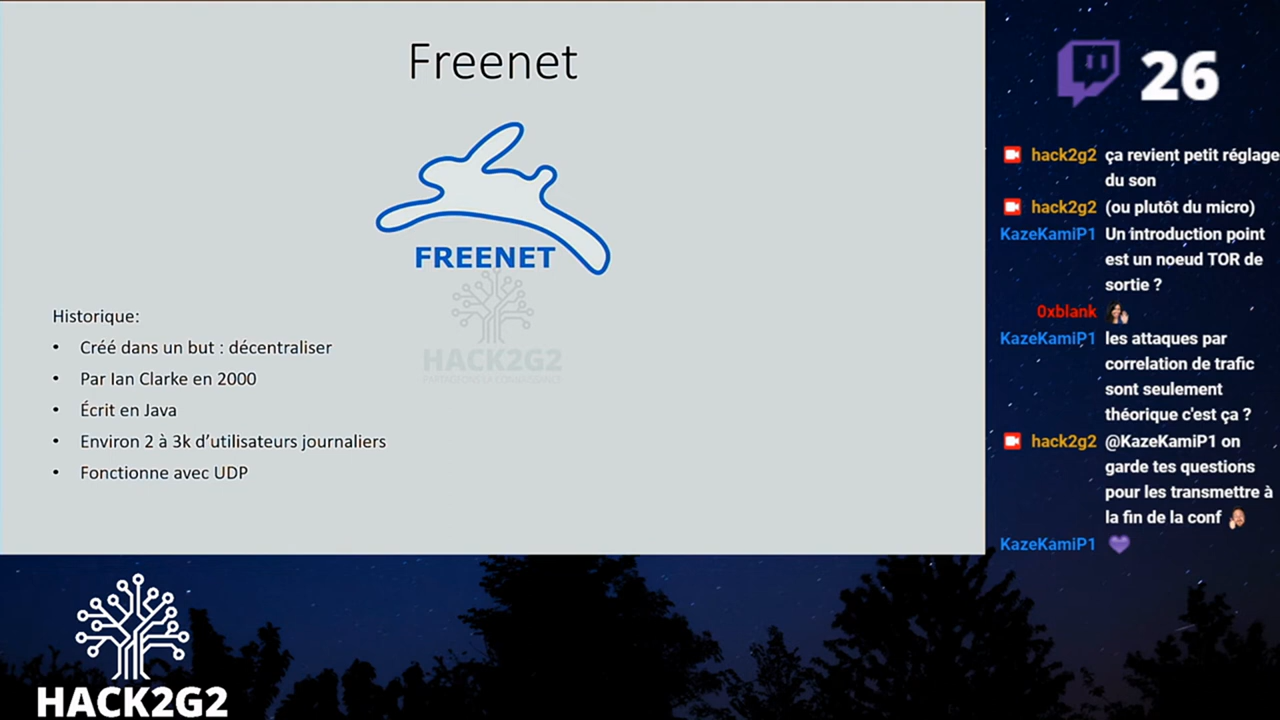 Freenet
FREENET
HACK2G2
PARTAGEONS LA CONNAISSANCE
Historique:
• Créé dans un but : décentraliser
• Par Ian Clarke en 2000
• Écrit en Java
• Environ 2 à 3k d’utilisateurs journaliers
• Fonctionne avec UDP
26
hack2g2 ça revient petit réglage
du son
hack2g2 (ou plutôt du micro)
KazeKamiP1 Un introduction point
est un noeud TOR de
sortie ?
0xblank
KazeKamiP1 les attaques par
correlation de trafic
sont seulement
théorique c'est ça ?
hack2g2 @KazeKamiP1 on
garde tes questions
pour les transmettre à
la fin de la conf
KazeKamiP1
HACK2G2